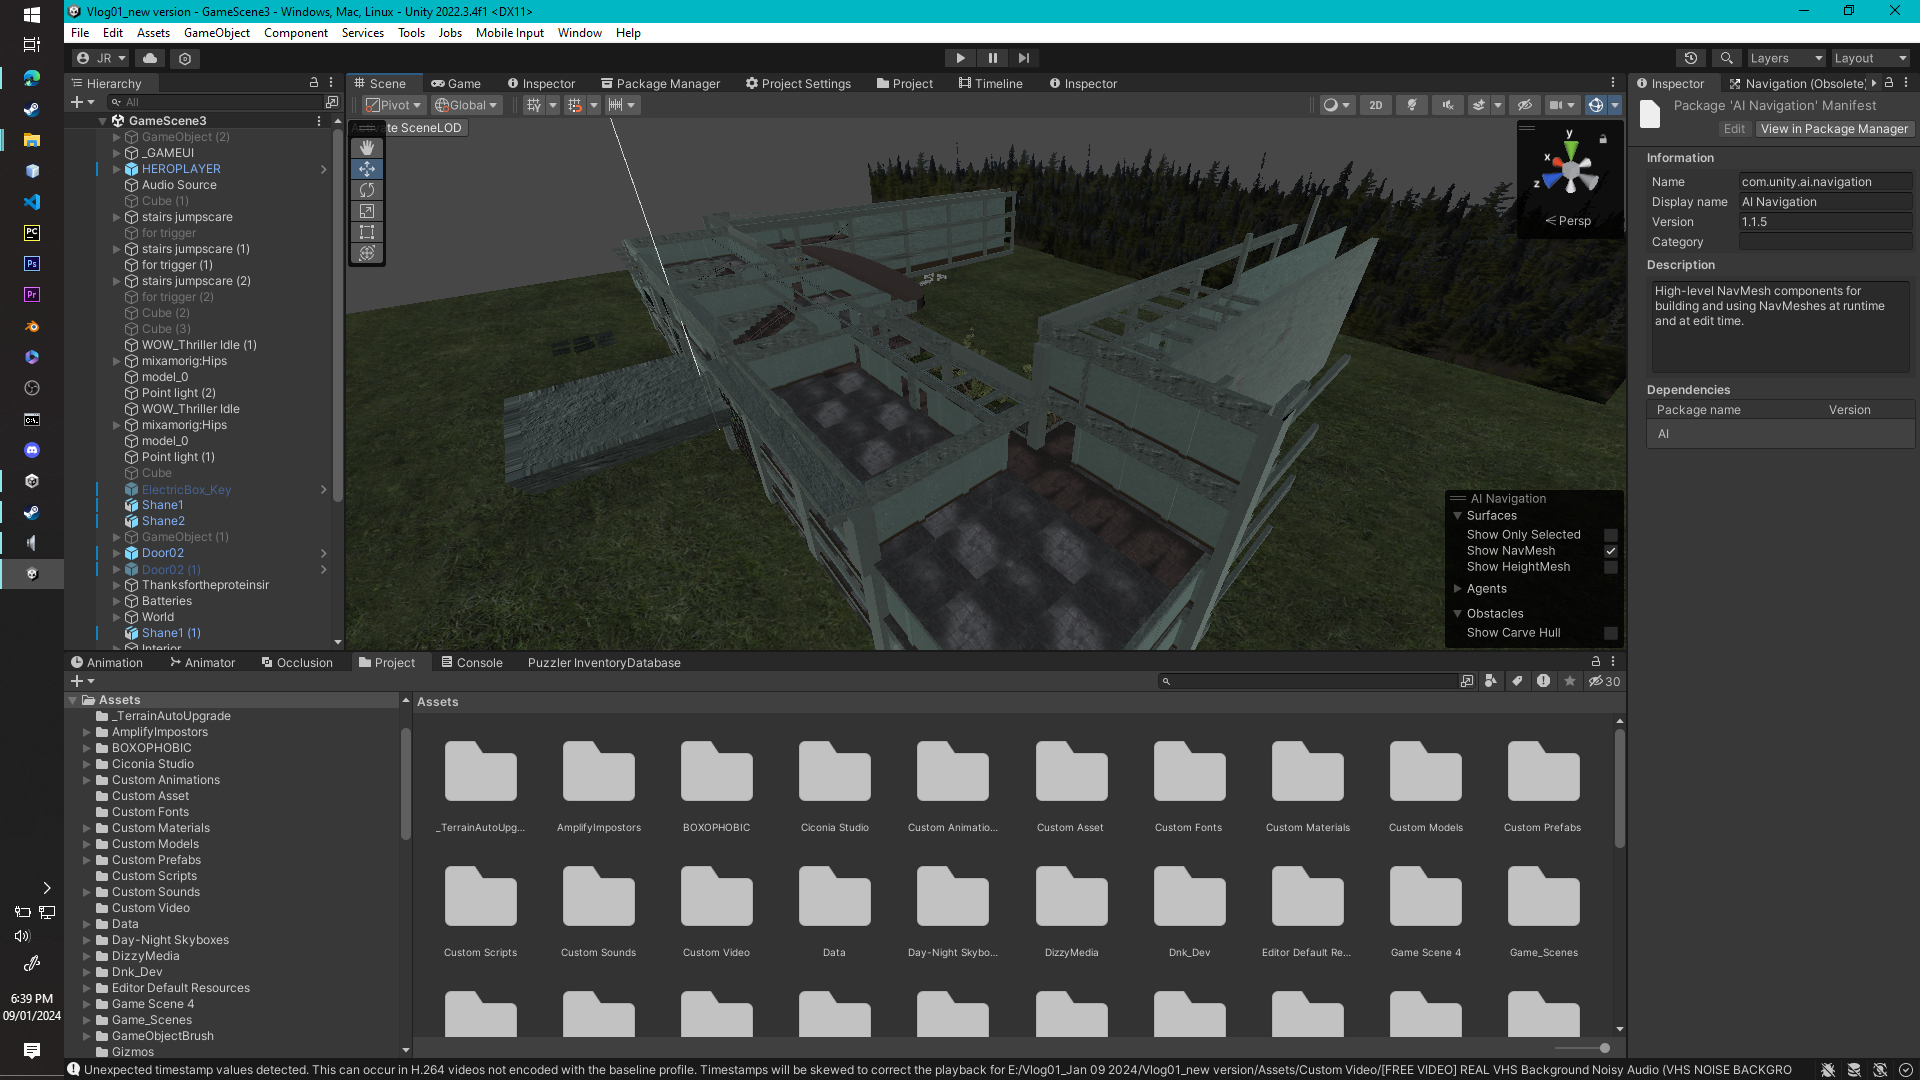 Vlog01_new version - GameScene3 - Windows, Mac, Linux - Unity 2022.3.4f1 <DX11>
File Edit Assets GameObject Component Services Tools Jobs Mobile Input Window Help
JR
Layers
Layout
Hierarchy
All
GameScene3
GameObject (2)
_GAMEUI
HEROPLAYER
Audio Source
Cube (1)
stairs jumpscare
for trigger
stairs jumpscare (1)
for trigger (1)
stairs jumpscare (2)
for trigger (2)
Cube (2)
Cube (3)
WOW_Thriller Idle (1)
mixamorig:Hips
model_0
Point light (2)
WOW_Thriller Idle
mixamorig:Hips
model_0
Point light (1)
Cube
ElectricBox_Key
Shane1
Shane2
GameObject (1)
Door02
Door02 (1)
Thanksfortheproteinsir
Batteries
World
Shane1 (1)
Interior
Scene Game Inspector Package Manager Project Settings Project Timeline Inspector
Pivot Global
2D
SceneLOD
y
x
z
Persp
AI Navigation
Surfaces
Show Only Selected
Show NavMesh
Show HeightMesh
Agents
Obstacles
Show Carve Hull
Inspector Navigation (Obsolete)
Package 'AI Navigation' Manifest
Edit View in Package Manager
Information
Name com.unity.ai.navigation
Display name AI Navigation
Version 1.1.5
Category
Description
High-level NavMesh components for
building and using NavMeshes at runtime
and at edit time.
Dependencies
Package name Version
AI
Animation Animator Occlusion Project Console Puzzler InventoryDatabase
30
Assets
_TerrainAutoUpgrade
AmplifyImpostors
BOXOPHOBIC
Ciconia Studio
Custom Animations
Custom Asset
Custom Fonts
Custom Materials
Custom Models
Custom Prefabs
Custom Scripts
Custom Sounds
Custom Video
Data
Day-Night Skyboxes
DizzyMedia
Dnk_Dev
Editor Default Resources
Game Scene 4
Game_Scenes
GameObjectBrush
Gizmos
Assets
_TerrainAutoUpg... AmplifyImpostors BOXOPHOBIC Ciconia Studio Custom Animatio... Custom Asset Custom Fonts Custom Materials Custom Models Custom Prefabs
Custom Scripts Custom Sounds Custom Video Data Day-Night Skybo... DizzyMedia Dnk_Dev Editor Default Re... Game Scene 4 Game_Scenes
PC
Ps
Pr
6:39 PM
09/01/2024
Unexpected timestamp values detected. This can occur in H.264 videos not encoded with the baseline profile. Timestamps will be skewed to correct the playback for E:/Vlog01_Jan 09 2024/Vlog01_new version/Assets/Custom Video/[FREE VIDEO] REAL VHS Background Noisy Audio (VHS NOISE BACKGRO